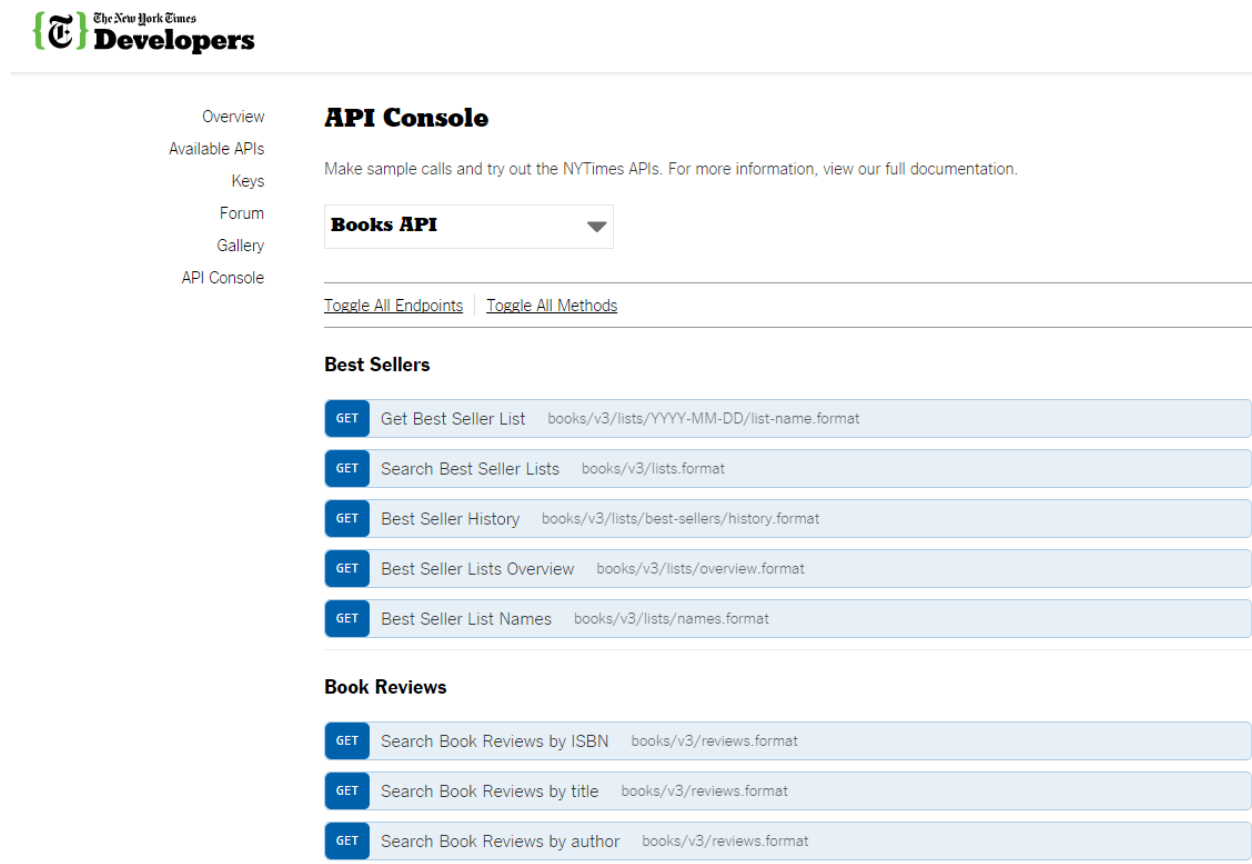 The New York Times
{T} Developers
Overview
Available APIs
Keys
Forum
Gallery
API Console
API Console
Make sample calls and try out the NYTimes APIs. For more information, view our full documentation.
Books API
Toggle All Endpoints
Toggle All Methods
Best Sellers
GET Get Best Seller List books/v3/lists/YYYY-MM-DD/list-name.format
GET Search Best Seller Lists books/v3/lists.format
GET Best Seller History books/v3/lists/best-sellers/history.format
GET Best Seller Lists Overview books/v3/lists/overview.format
GET Best Seller List Names books/v3/lists/names.format
Book Reviews
GET Search Book Reviews by ISBN books/v3/reviews.format
GET Search Book Reviews by title books/v3/reviews.format
GET Search Book Reviews by author books/v3/reviews.format